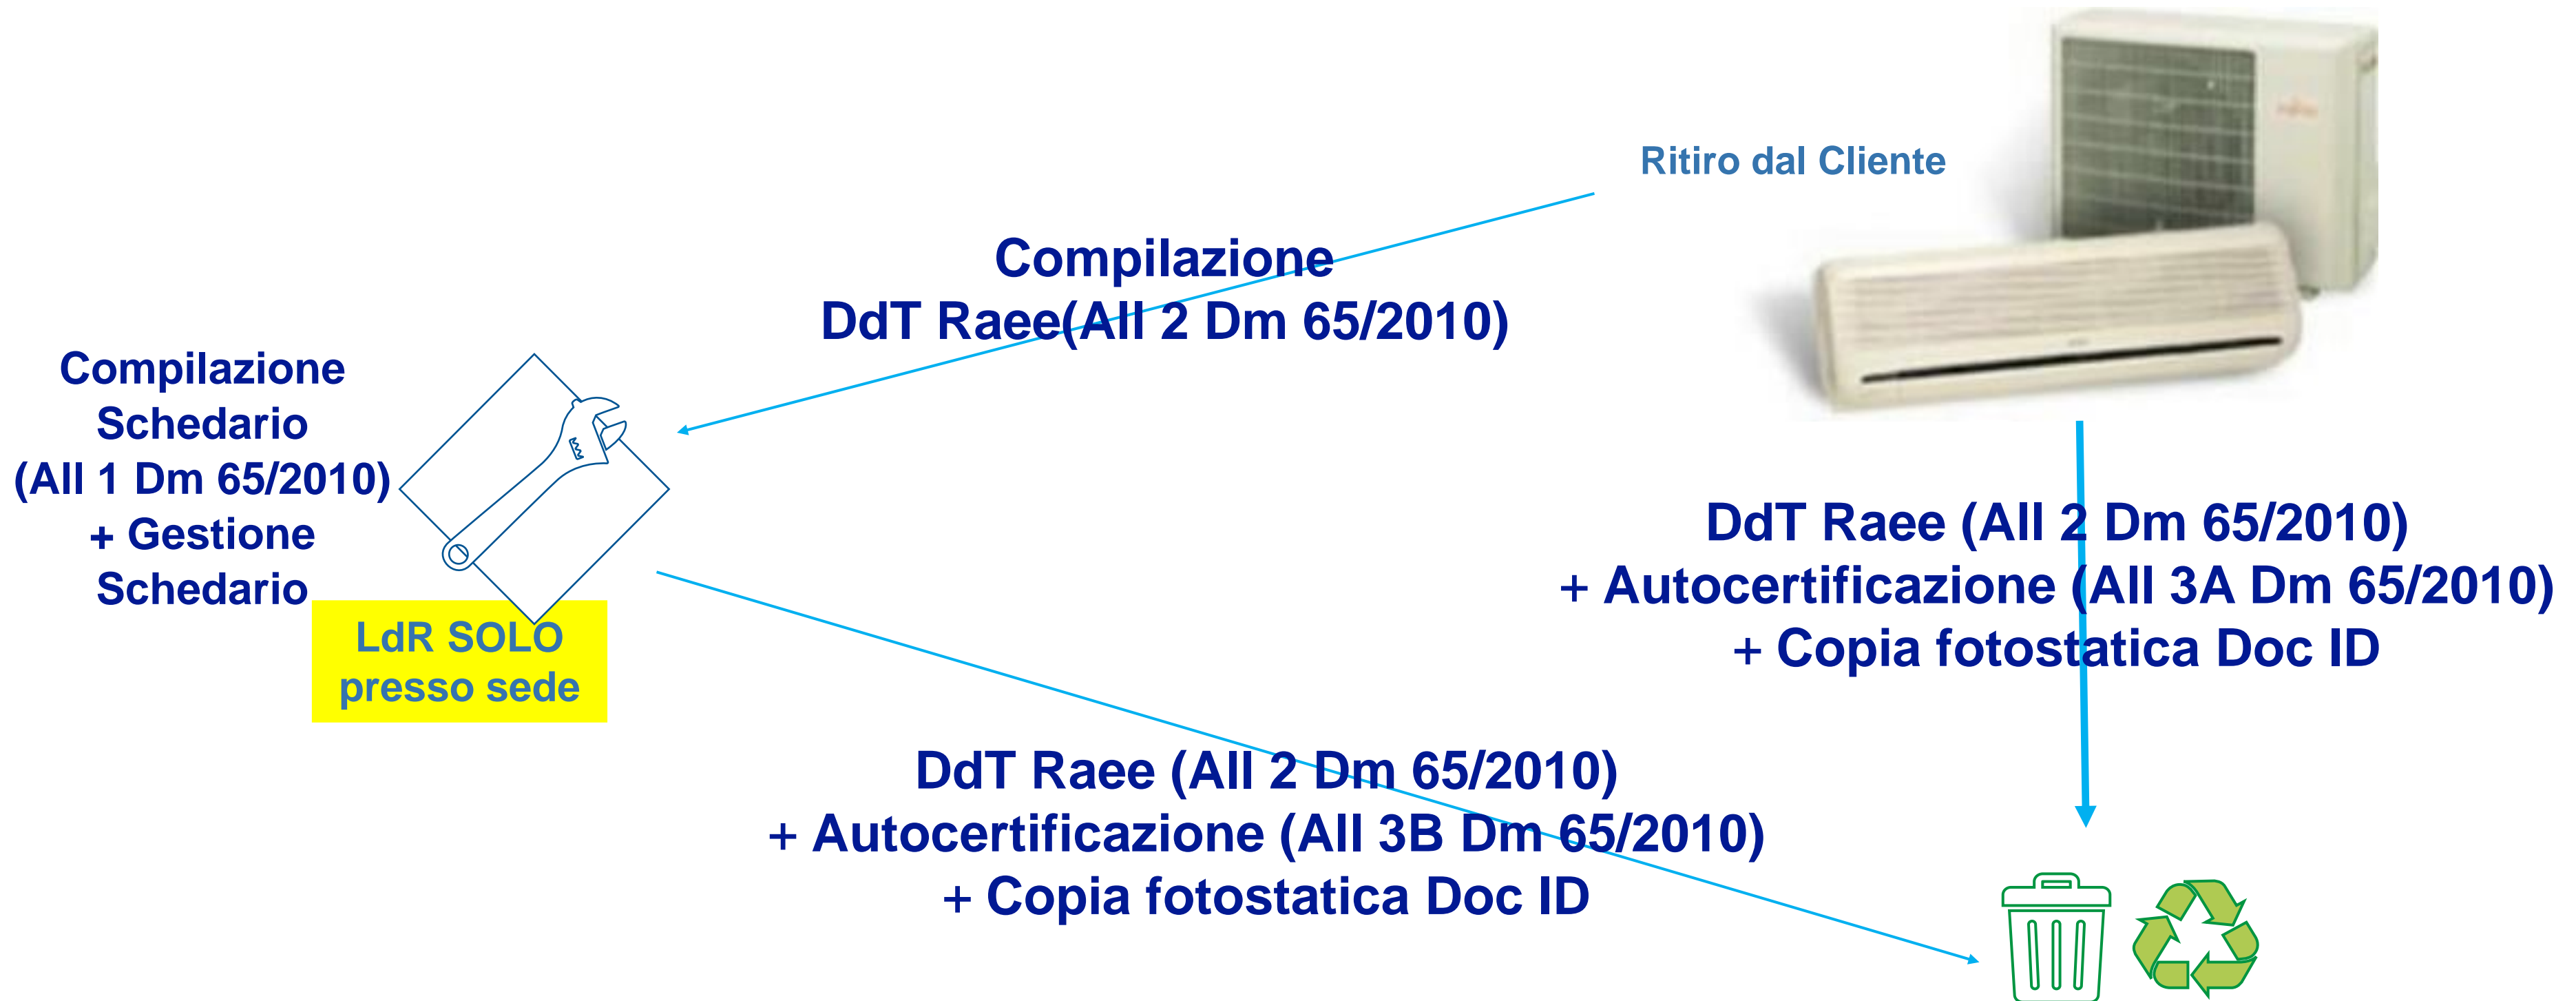 Ritiro dal Cliente
Compilazione
DdT Raee(All 2 Dm 65/2010)
Compilazione
Schedario
(All 1 Dm 65/2010)
+ Gestione
Schedario
LdR SOLO
presso sede
DdT Raee (All 2 Dm 65/2010)
+ Autocertificazione (All 3A Dm 65/2010)
+ Copia fotostatica Doc ID
DdT Raee (All 2 Dm 65/2010)
+ Autocertificazione (All 3B Dm 65/2010)
+ Copia fotostatica Doc ID